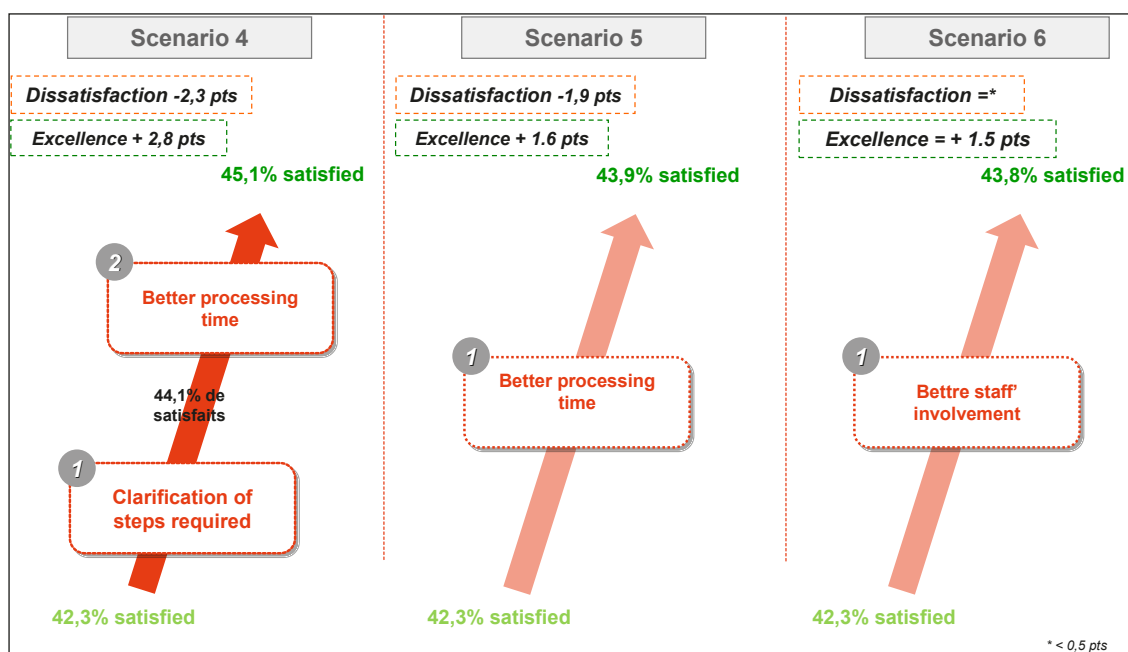 Scenario 4
Dissatisfaction -2,3 pts
Excellence + 2,8 pts
45,1% satisfied
2
Better processing
time
44,1% de
satisfaits
1
Clarification of
steps required
42,3% satisfied
Scenario 5
Dissatisfaction -1,9 pts
Excellence + 1.6 pts
43,9% satisfied
1
Better processing
time
42,3% satisfied
Scenario 6
Dissatisfaction =*
Excellence = + 1.5 pts
43,8% satisfied
1
Bettre staff'
involvement
42,3% satisfied
* < 0,5 pts